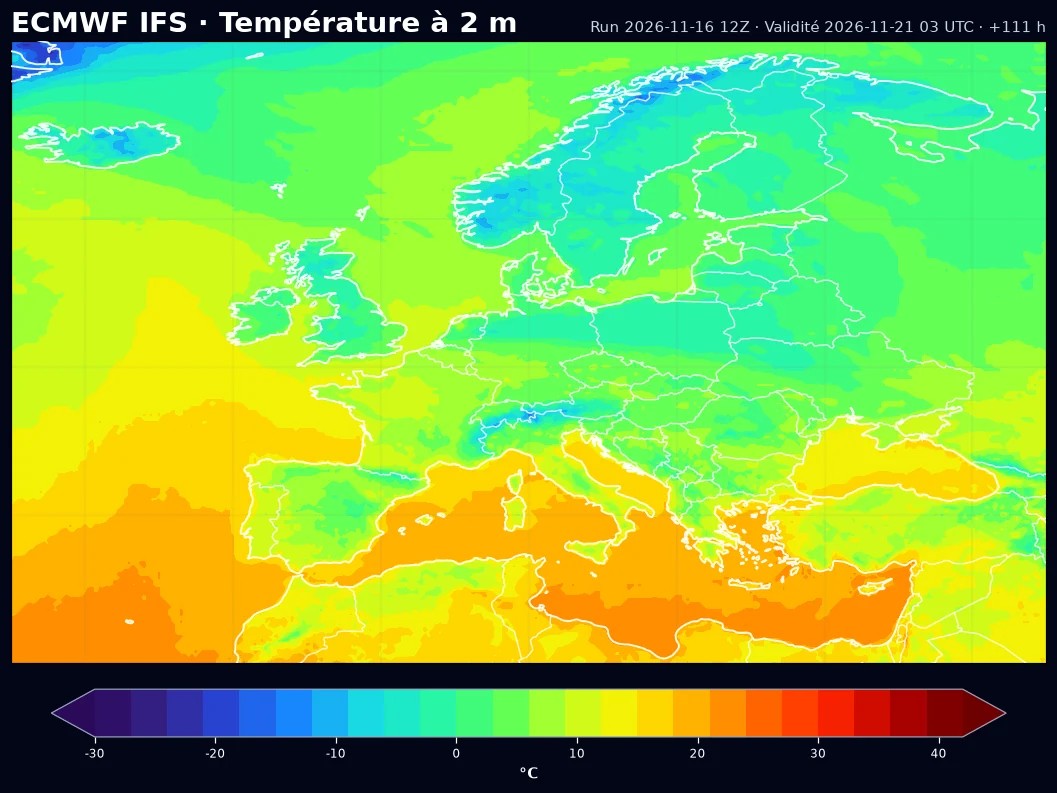 ECMWF IFS · Température à 2 m
Run 2026-11-16 12Z · Validité 2026-11-21 03 UTC · +111 h
-30 -20 -10 0 10 20 30 40
°C